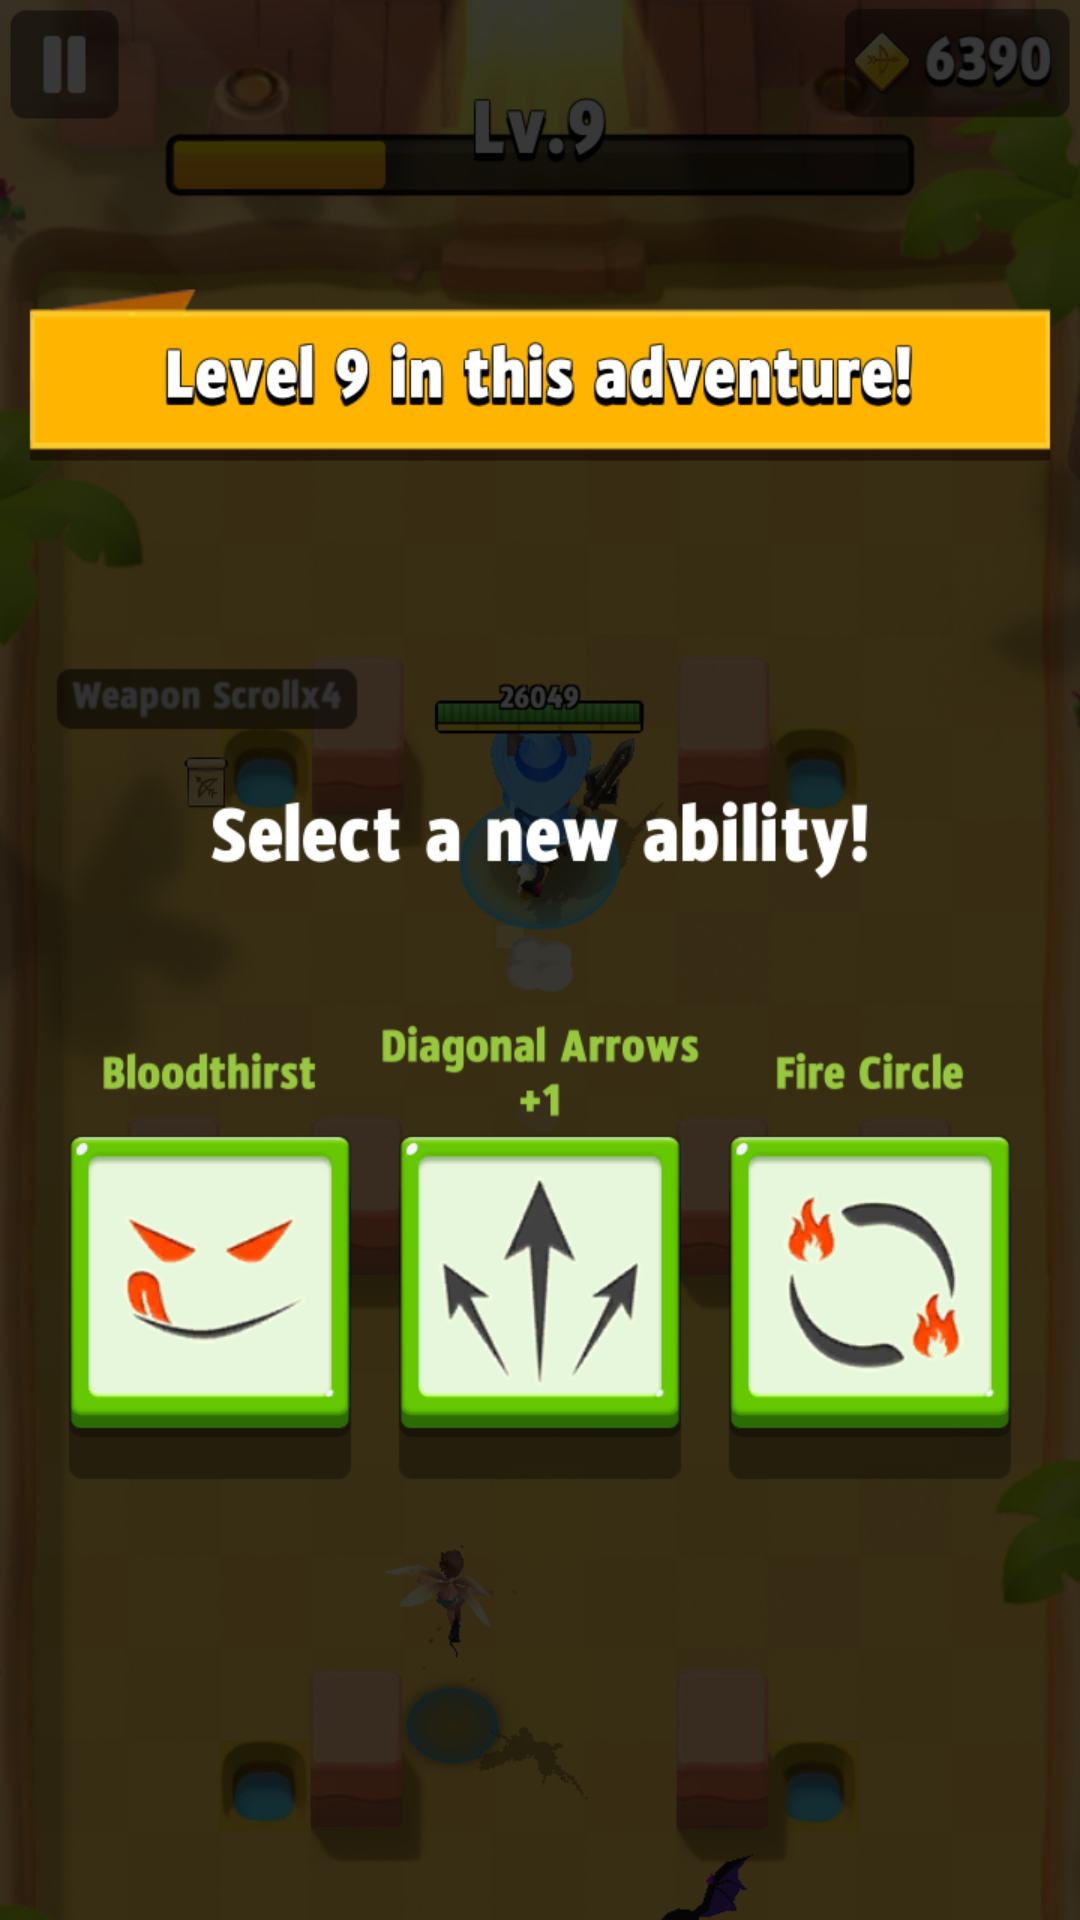 6390
Lv.9
Level 9 in this adventure!
Weapon Scrollx4
26049
Select a new ability!
Bloodthirst
Diagonal Arrows
+1
Fire Circle